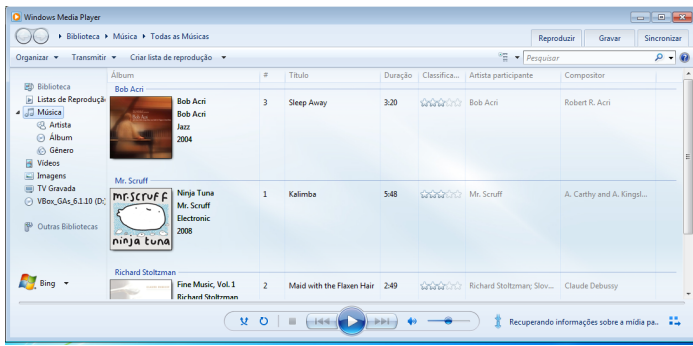 Windows Media Player
Biblioteca Música Todas as Músicas
Reproduzir Gravar Sincronizar
Organizar Transmitir Criar lista de reprodução Pesquisar
Álbum # Título Duração Classifica... Artista participante Compositor
Biblioteca
Listas de Reproduçã
Música
Artista
Álbum
Gênero
Vídeos
Imagens
TV Gravada
VBox_GAs_6.1.10 (D:)
Outras Bibliotecas
Bing
Bob Acri
Bob Acri 3 Sleep Away 3:20 Bob Acri Robert R. Acri
Bob Acri
Jazz
2004
Mr. Scruff
mr.scruff
ninja tuna
Ninja Tuna 1 Kalimba 5:48 Mr. Scruff A. Carthy and A. Kingsl...
Mr. Scruff
Electronic
2008
Richard Stoltzman
Fine Music, Vol. 1 2 Maid with the Flaxen Hair 2:49 Richard Stoltzman; Slov... Claude Debussy
Richard Stoltzman
Recuperando informações sobre a mídia pa..